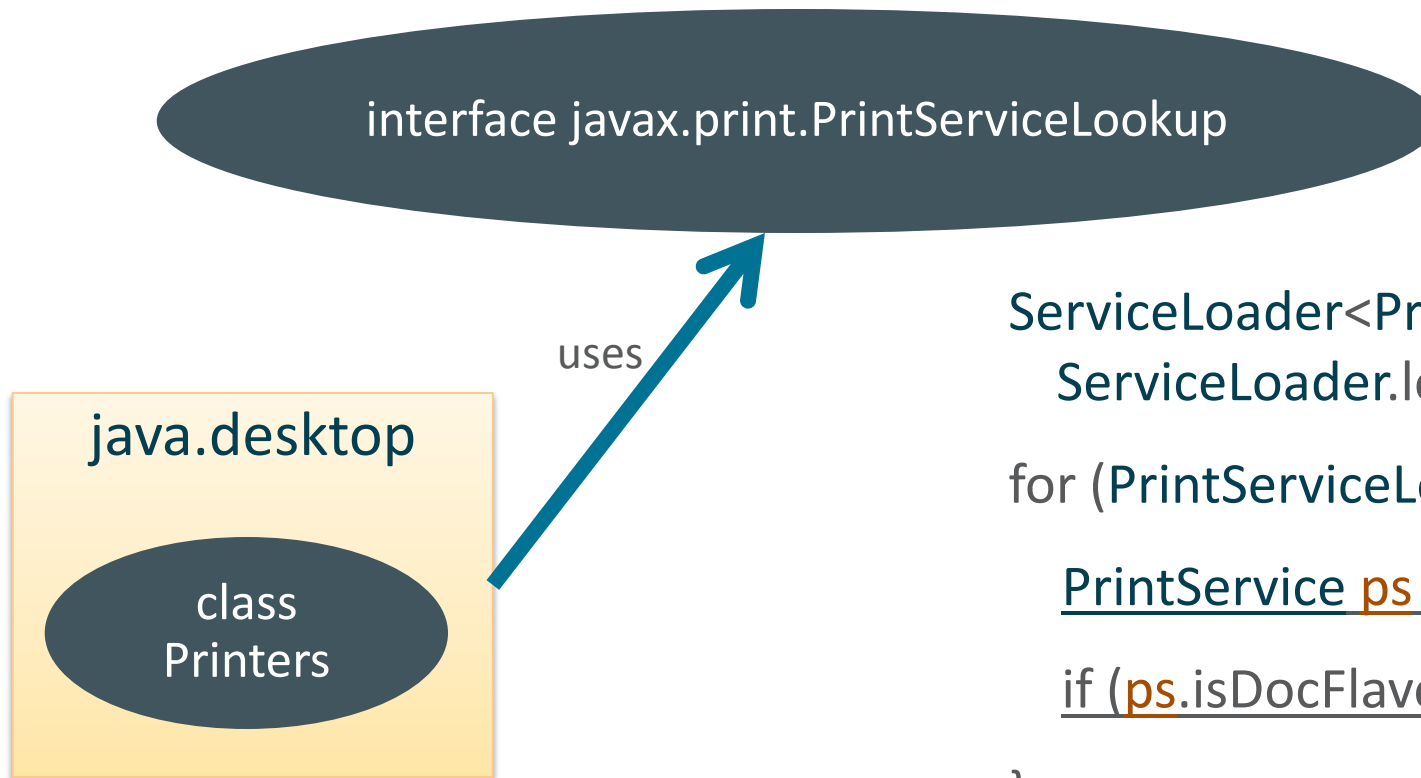 interface javax.print.PrintServiceLookup
uses
java.desktop
class
Printers
ServiceLoader<Pr
ServiceLoader.l
for (PrintServiceL
PrintService ps
if (ps.isDocFlav
}